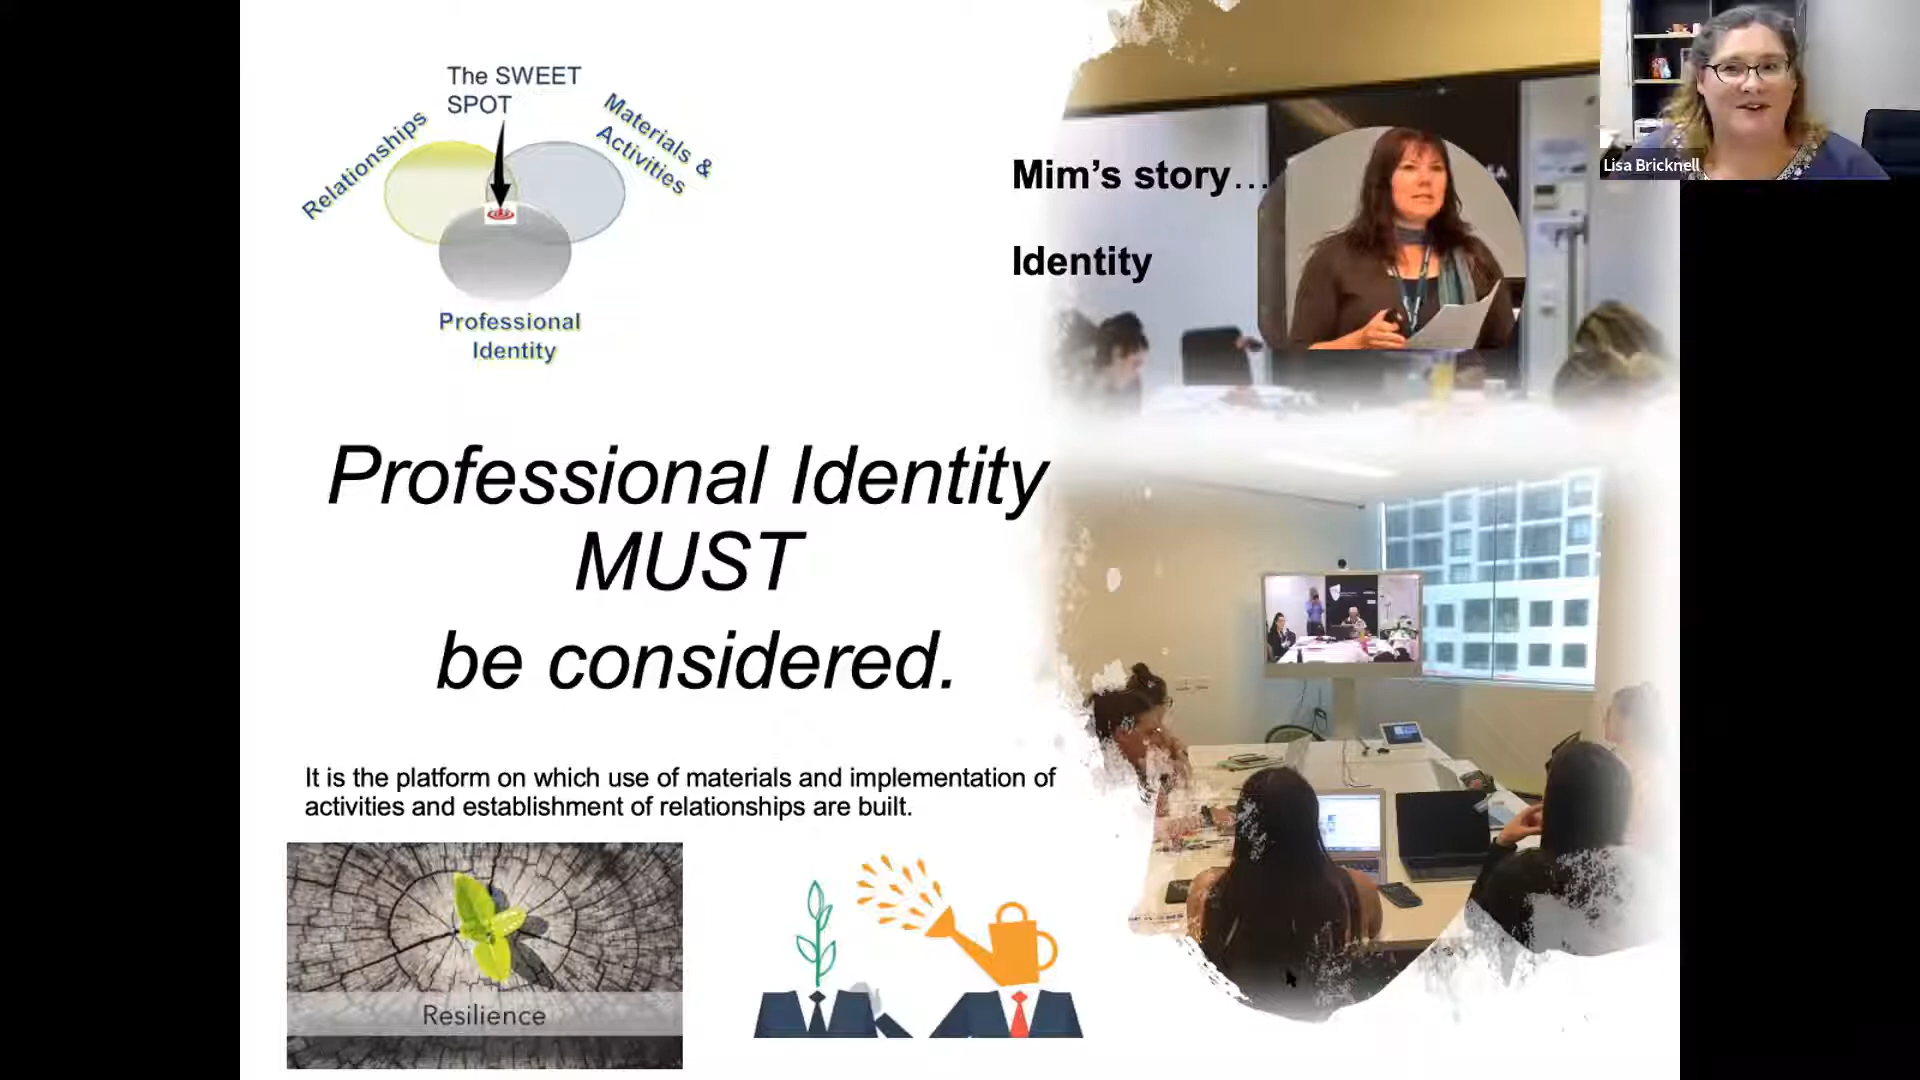 The SWEET
SPOT
Relationships
Materials &
Activities
Professional
Identity
Mim’s story…
Identity
Lisa Bricknell
Professional Identity
MUST
be considered.
It is the platform on which use of materials and implementation of
activities and establishment of relationships are built.
Resilience